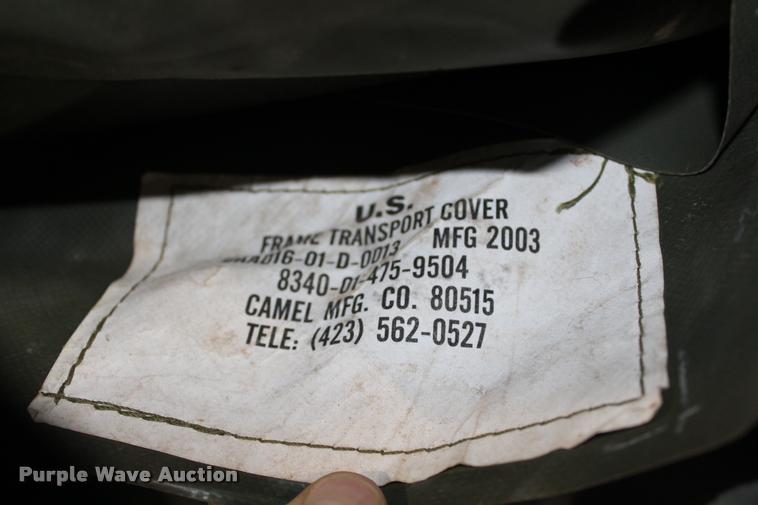 U.S.
FRAME TRANSPORT COVER
MFG 2003
8340-01-475-9504
CAMEL MFG. CO. 80515
TELE: (423) 562-0527
Purple Wave Auction